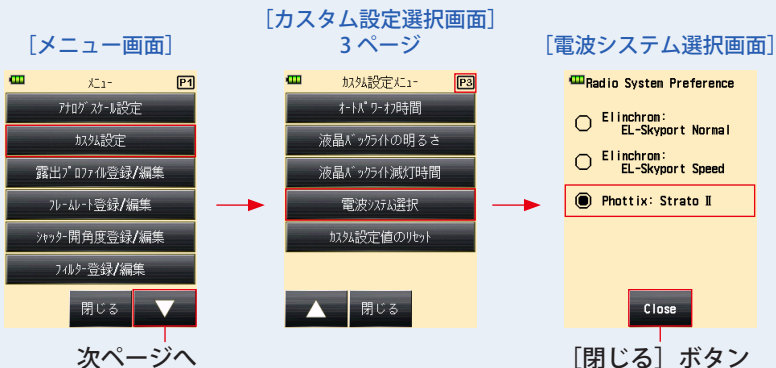 ［メニュー画面］
メニュー
P1
アナログスケール設定
カスタム設定
露出プロファイル登録/編集
フレームレート登録/編集
シャッター開角度登録/編集
フィルター登録/編集
閉じる
▼
次ページへ
［カスタム設定選択画面］
3 ページ
カスタム設定メニュー
P3
オートパワーオフ時間
液晶バックライトの明るさ
液晶バックライト減灯時間
電波システム選択
カスタム設定値のリセット
▲
閉じる
［電波システム選択画面］
Radio System Preference
Elinchrom:
EL-Skyport Normal
Elinchrom:
EL-Skyport Speed
Phottix: Strato Ⅱ
Close
［閉じる］ボタン